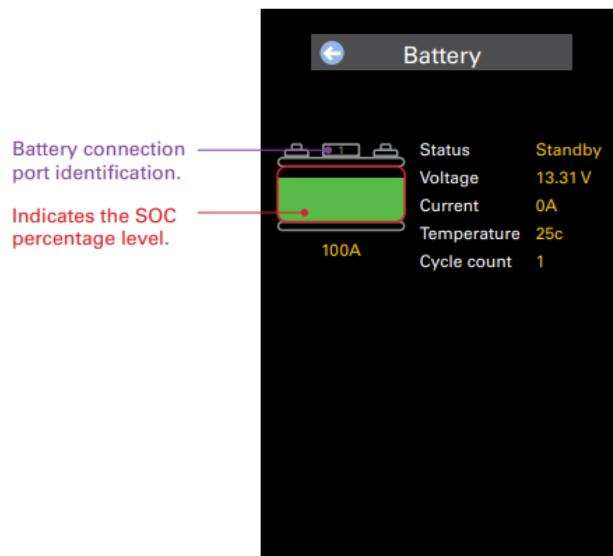 Battery
Battery connection
port identification.
Indicates the SOC
percentage level.
1
100A
Status Standby
Voltage 13.31 V
Current 0A
Temperature 25c
Cycle count 1